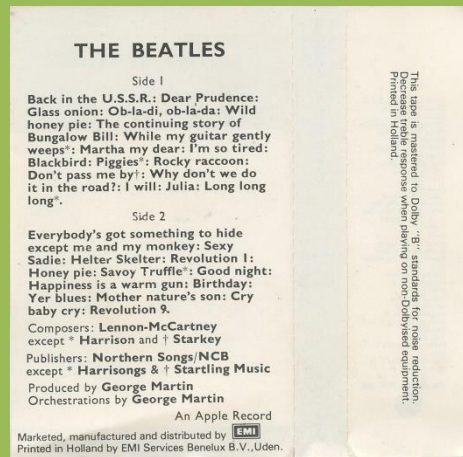 THE BEATLES
Side 1
Back in the U.S.S.R.: Dear Prudence:
Glass onion: Ob-la-di, ob-la-da: Wild
honey pie: The continuing story of
Bungalow Bill: While my guitar gently
weeps*: Martha my dear: I'm so tired:
Blackbird: Piggies*: Rocky raccoon:
Don't pass me by†: Why don't we do
it in the road?: I will: Julia: Long long
long*.
Side 2
Everybody's got something to hide
except me and my monkey: Sexy
Sadie: Helter Skelter: Revolution 1:
Honey pie: Savoy Truffle*: Good night:
Happiness is a warm gun: Birthday:
Yer blues: Mother nature's son: Cry
baby cry: Revolution 9.
Composers: Lennon-McCartney
except * Harrison and † Starkey
Publishers: Northern Songs/NCB
except * Harrisongs & † Startling Music
Produced by George Martin
Orchestrations by George Martin
An Apple Record
Marketed, manufactured and distributed by EMI
Printed in Holland by EMI Services Benelux B.V.,Uden.
This tape is mastered to Dolby "B" standards for noise reduction.
Decrease treble response when playing on non-Dolbyised equipment.
Printed in Holland.